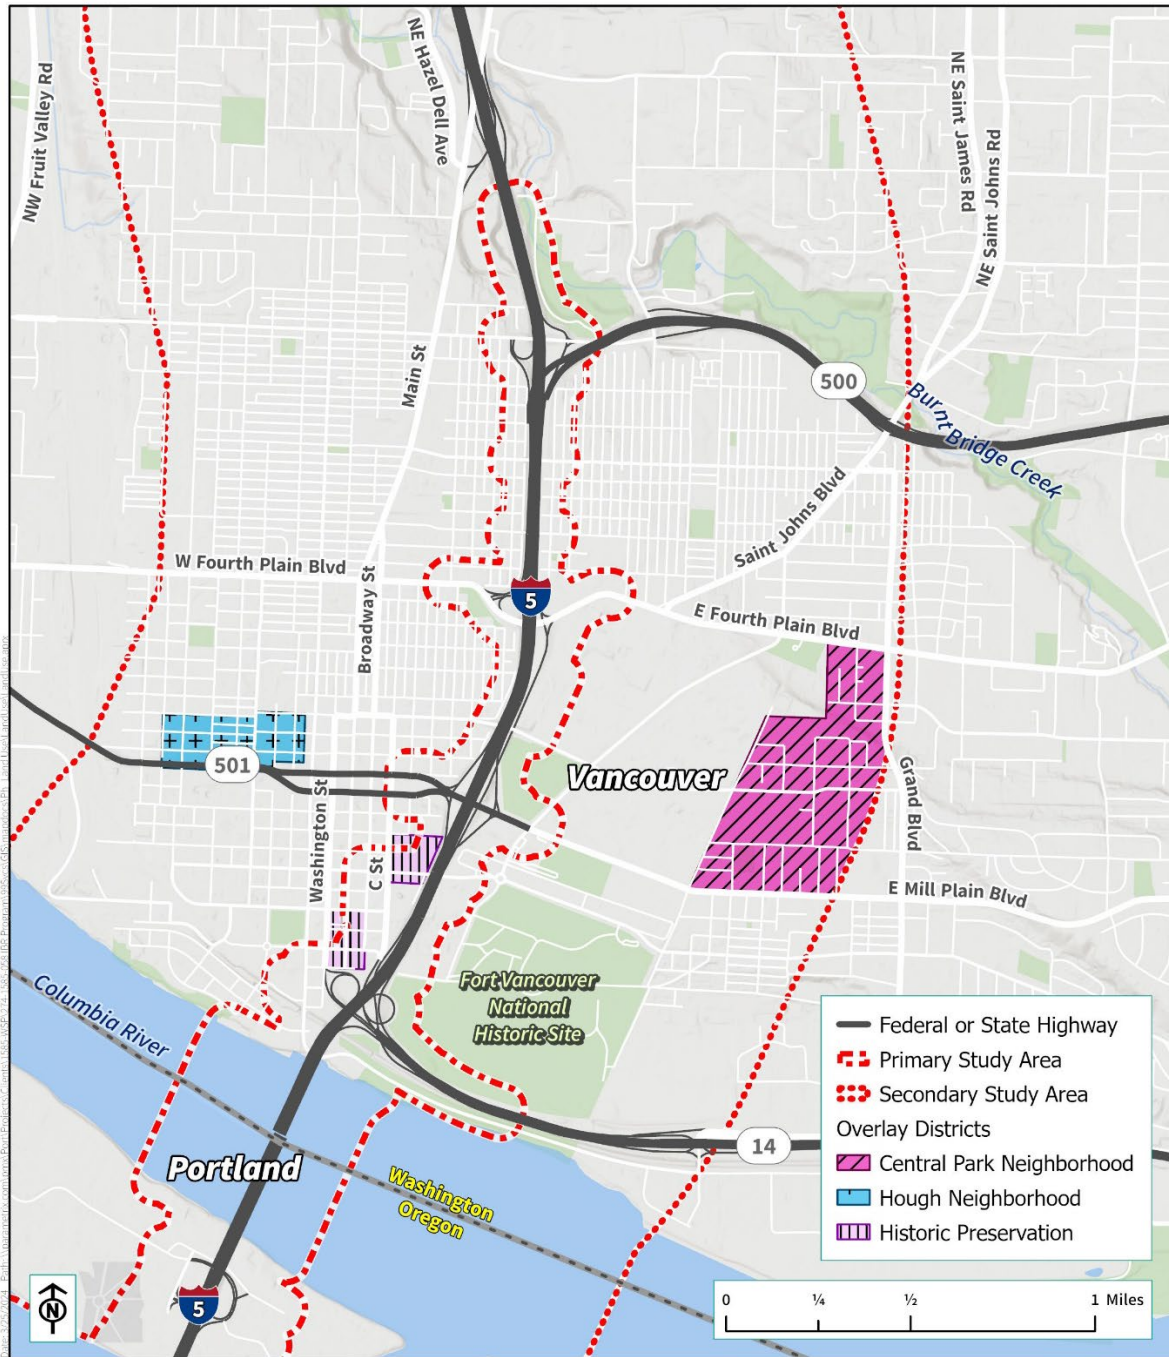 NW Fruit Valley Rd
NE Hazel Dell Ave
NE Saint James Rd
NE Saint Johns Rd
Main St
500
Burnt Bridge Creek
Saint Johns Blvd
W Fourth Plain Blvd
5
Broadway St
E Fourth Plain Blvd
501
Vancouver
Grand Blvd
Washington St
C St
E Mill Plain Blvd
Fort Vancouver
National
Historic Site
Columbia River
Portland
Washington
Oregon
14
5
N
Federal or State Highway
Primary Study Area
Secondary Study Area
Overlay Districts
Central Park Neighborhood
Hough Neighborhood
Historic Preservation
0 ¼ ½ 1 Miles